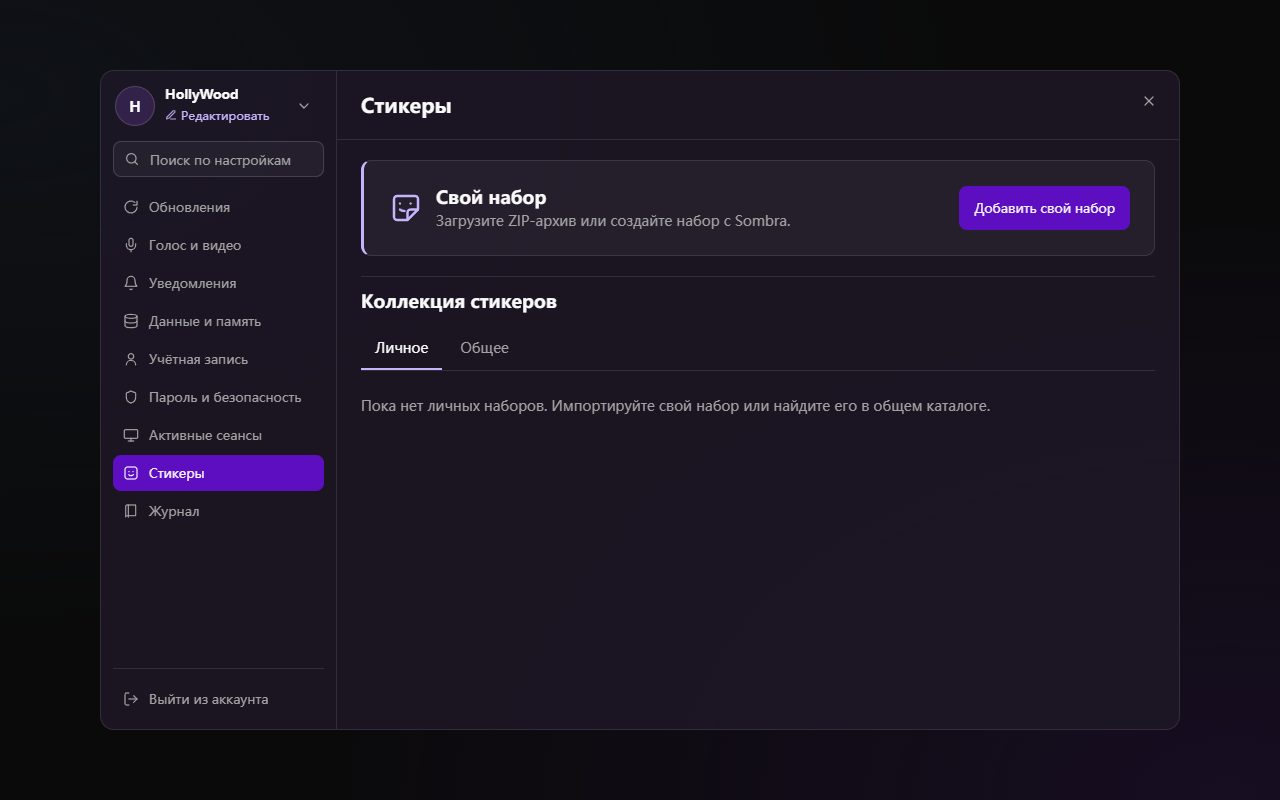 H
HollyWood
Редактировать
Поиск по настройкам
Обновления
Голос и видео
Уведомления
Данные и память
Учётная запись
Пароль и безопасность
Активные сеансы
Стикеры
Журнал
Выйти из аккаунта
Стикеры
Свой набор
Загрузите ZIP-архив или создайте набор с Sombra.
Добавить свой набор
Коллекция стикеров
Личное
Общее
Пока нет личных наборов. Импортируйте свой набор или найдите его в общем каталоге.